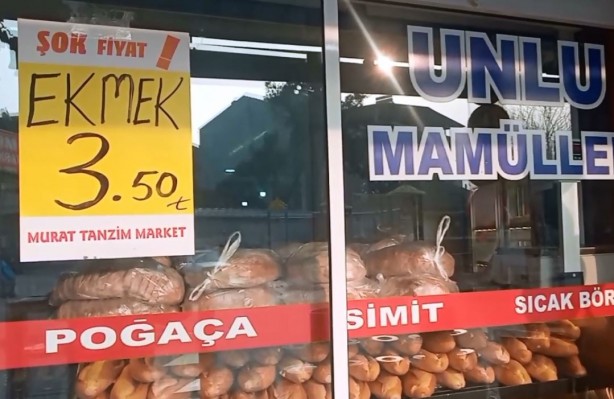 ŞOK FİYAT !
EKMEK
3.50 ₺
MURAT TANZİM MARKET
UNLU
MAMÜLLE
POĞAÇA
SİMİT
SICAK BÖR